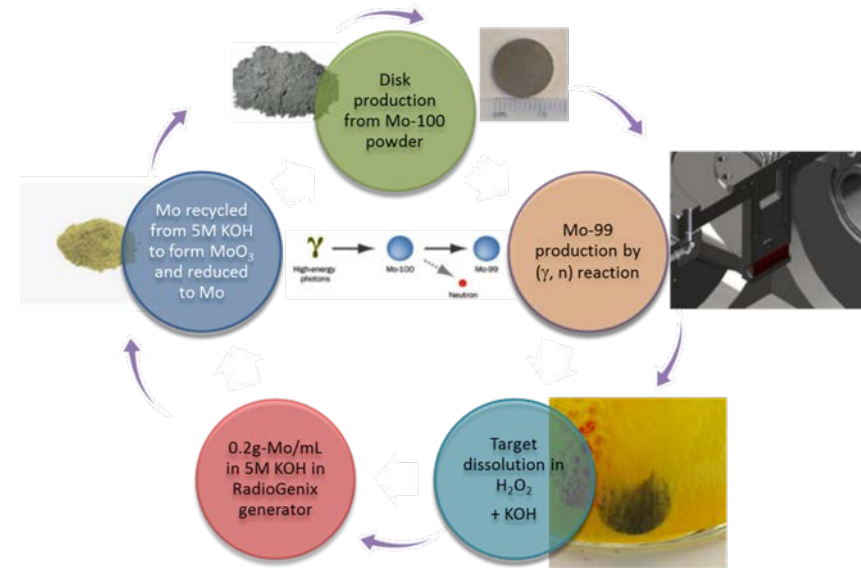 Disk
production
from Mo-100
powder
cm 1
Mo-99
production by
(γ, n) reaction
Target
dissolution in
H₂O₂
+ KOH
0.2g-Mo/mL
in 5M KOH in
RadioGenix
generator
Mo recycled
from 5M KOH
to form MoO₃
and reduced
to Mo
γ
High-energy
photons
Mo-100
Mo-99
Neutron